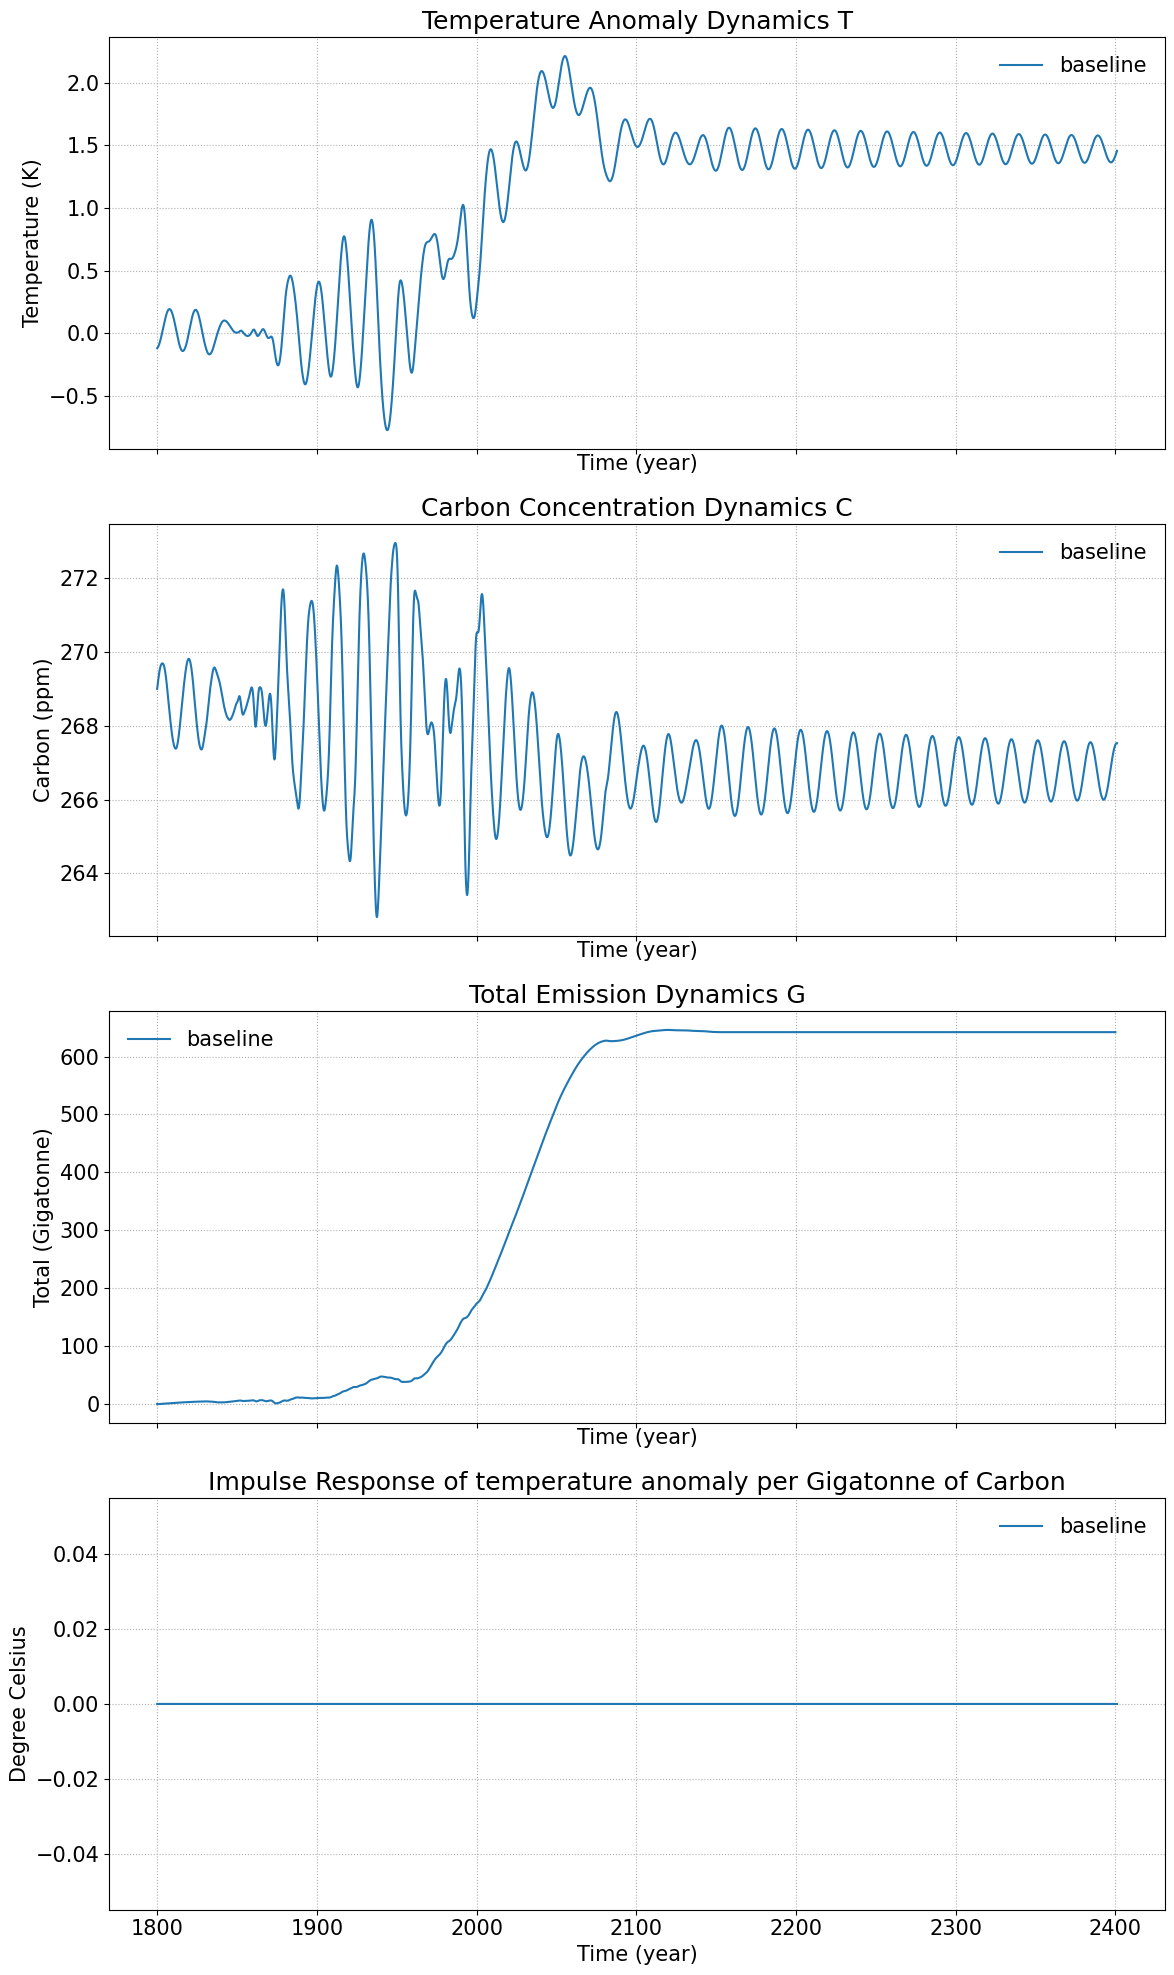 Temperature Anomaly Dynamics T
baseline
2.0
1.5
1.0
0.5
0.0
−0.5
Temperature (K)
Time (year)
Carbon Concentration Dynamics C
baseline
272
270
268
266
264
Carbon (ppm)
Time (year)
Total Emission Dynamics G
baseline
600
500
400
300
200
100
0
Total (Gigatonne)
Time (year)
Impulse Response of temperature anomaly per Gigatonne of Carbon
baseline
0.04
0.02
0.00
−0.02
−0.04
Degree Celsius
1800 1900 2000 2100 2200 2300 2400
Time (year)